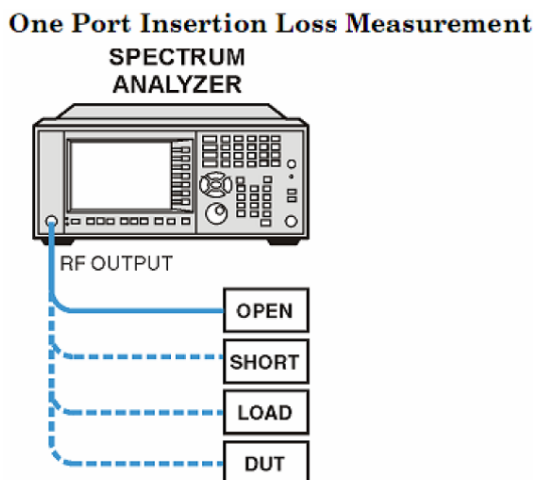 One Port Insertion Loss Measurement
SPECTRUM
ANALYZER
RF OUTPUT
OPEN
SHORT
LOAD
DUT